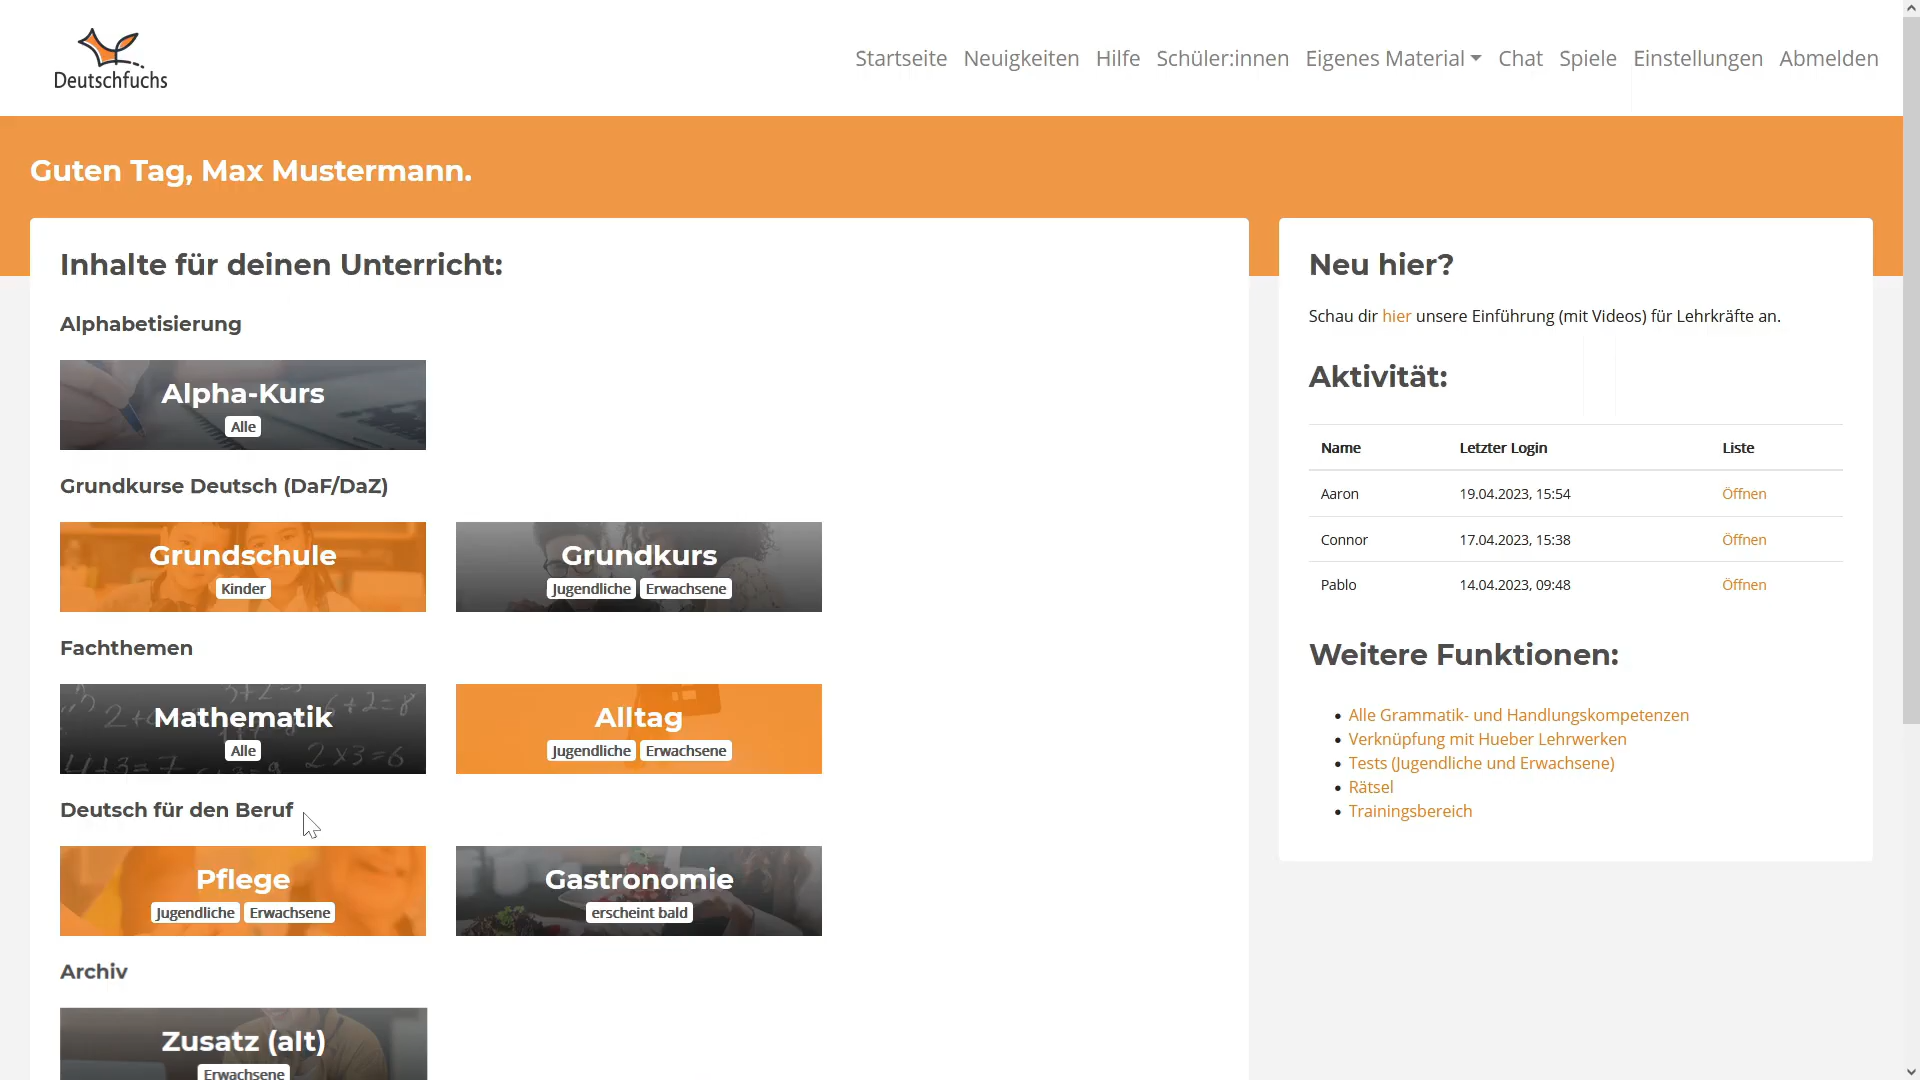 Deutschfuchs
Startseite Neuigkeiten Hilfe Schüler:innen Eigenes Material Chat Spiele Einstellungen Abmelden
Guten Tag, Max Mustermann.
Inhalte für deinen Unterricht:
Alphabetisierung
Alpha-Kurs
Alle
Grundkurse Deutsch (DaF/DaZ)
Grundschule
Kinder
Grundkurs
Jugendliche Erwachsene
Fachthemen
Mathematik
Alle
Alltag
Jugendliche Erwachsene
Deutsch für den Beruf
Pflege
Jugendliche Erwachsene
Gastronomie
erscheint bald
Archiv
Zusatz (alt)
Erwachsene
Neu hier?
Schau dir hier unsere Einführung (mit Videos) für Lehrkräfte an.
Aktivität:
Name Letzter Login Liste
Aaron 19.04.2023, 15:54 Öffnen
Connor 17.04.2023, 15:38 Öffnen
Pablo 14.04.2023, 09:48 Öffnen
Weitere Funktionen:
Alle Grammatik- und Handlungskompetenzen
Verknüpfung mit Hueber Lehrwerken
Tests (Jugendliche und Erwachsene)
Rätsel
Trainingsbereich